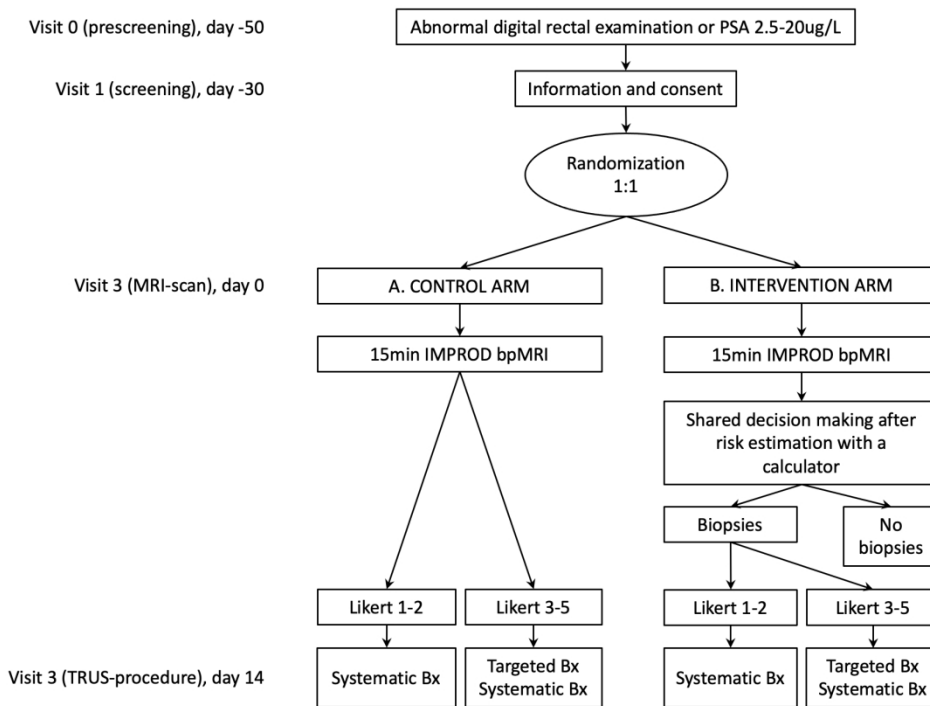 Visit 0 (prescreening), day -50
Abnormal digital rectal examination or PSA 2.5-20ug/L
Visit 1 (screening), day -30
Information and consent
Randomization
1:1
Visit 3 (MRI-scan), day 0
A. CONTROL ARM
B. INTERVENTION ARM
15min IMPROD bpMRI
15min IMPROD bpMRI
Shared decision making after
risk estimation with a
calculator
Biopsies
No
biopsies
Likert 1-2
Likert 3-5
Likert 1-2
Likert 3-5
Visit 3 (TRUS-procedure), day 14
Systematic Bx
Targeted Bx
Systematic Bx
Systematic Bx
Targeted Bx
Systematic Bx